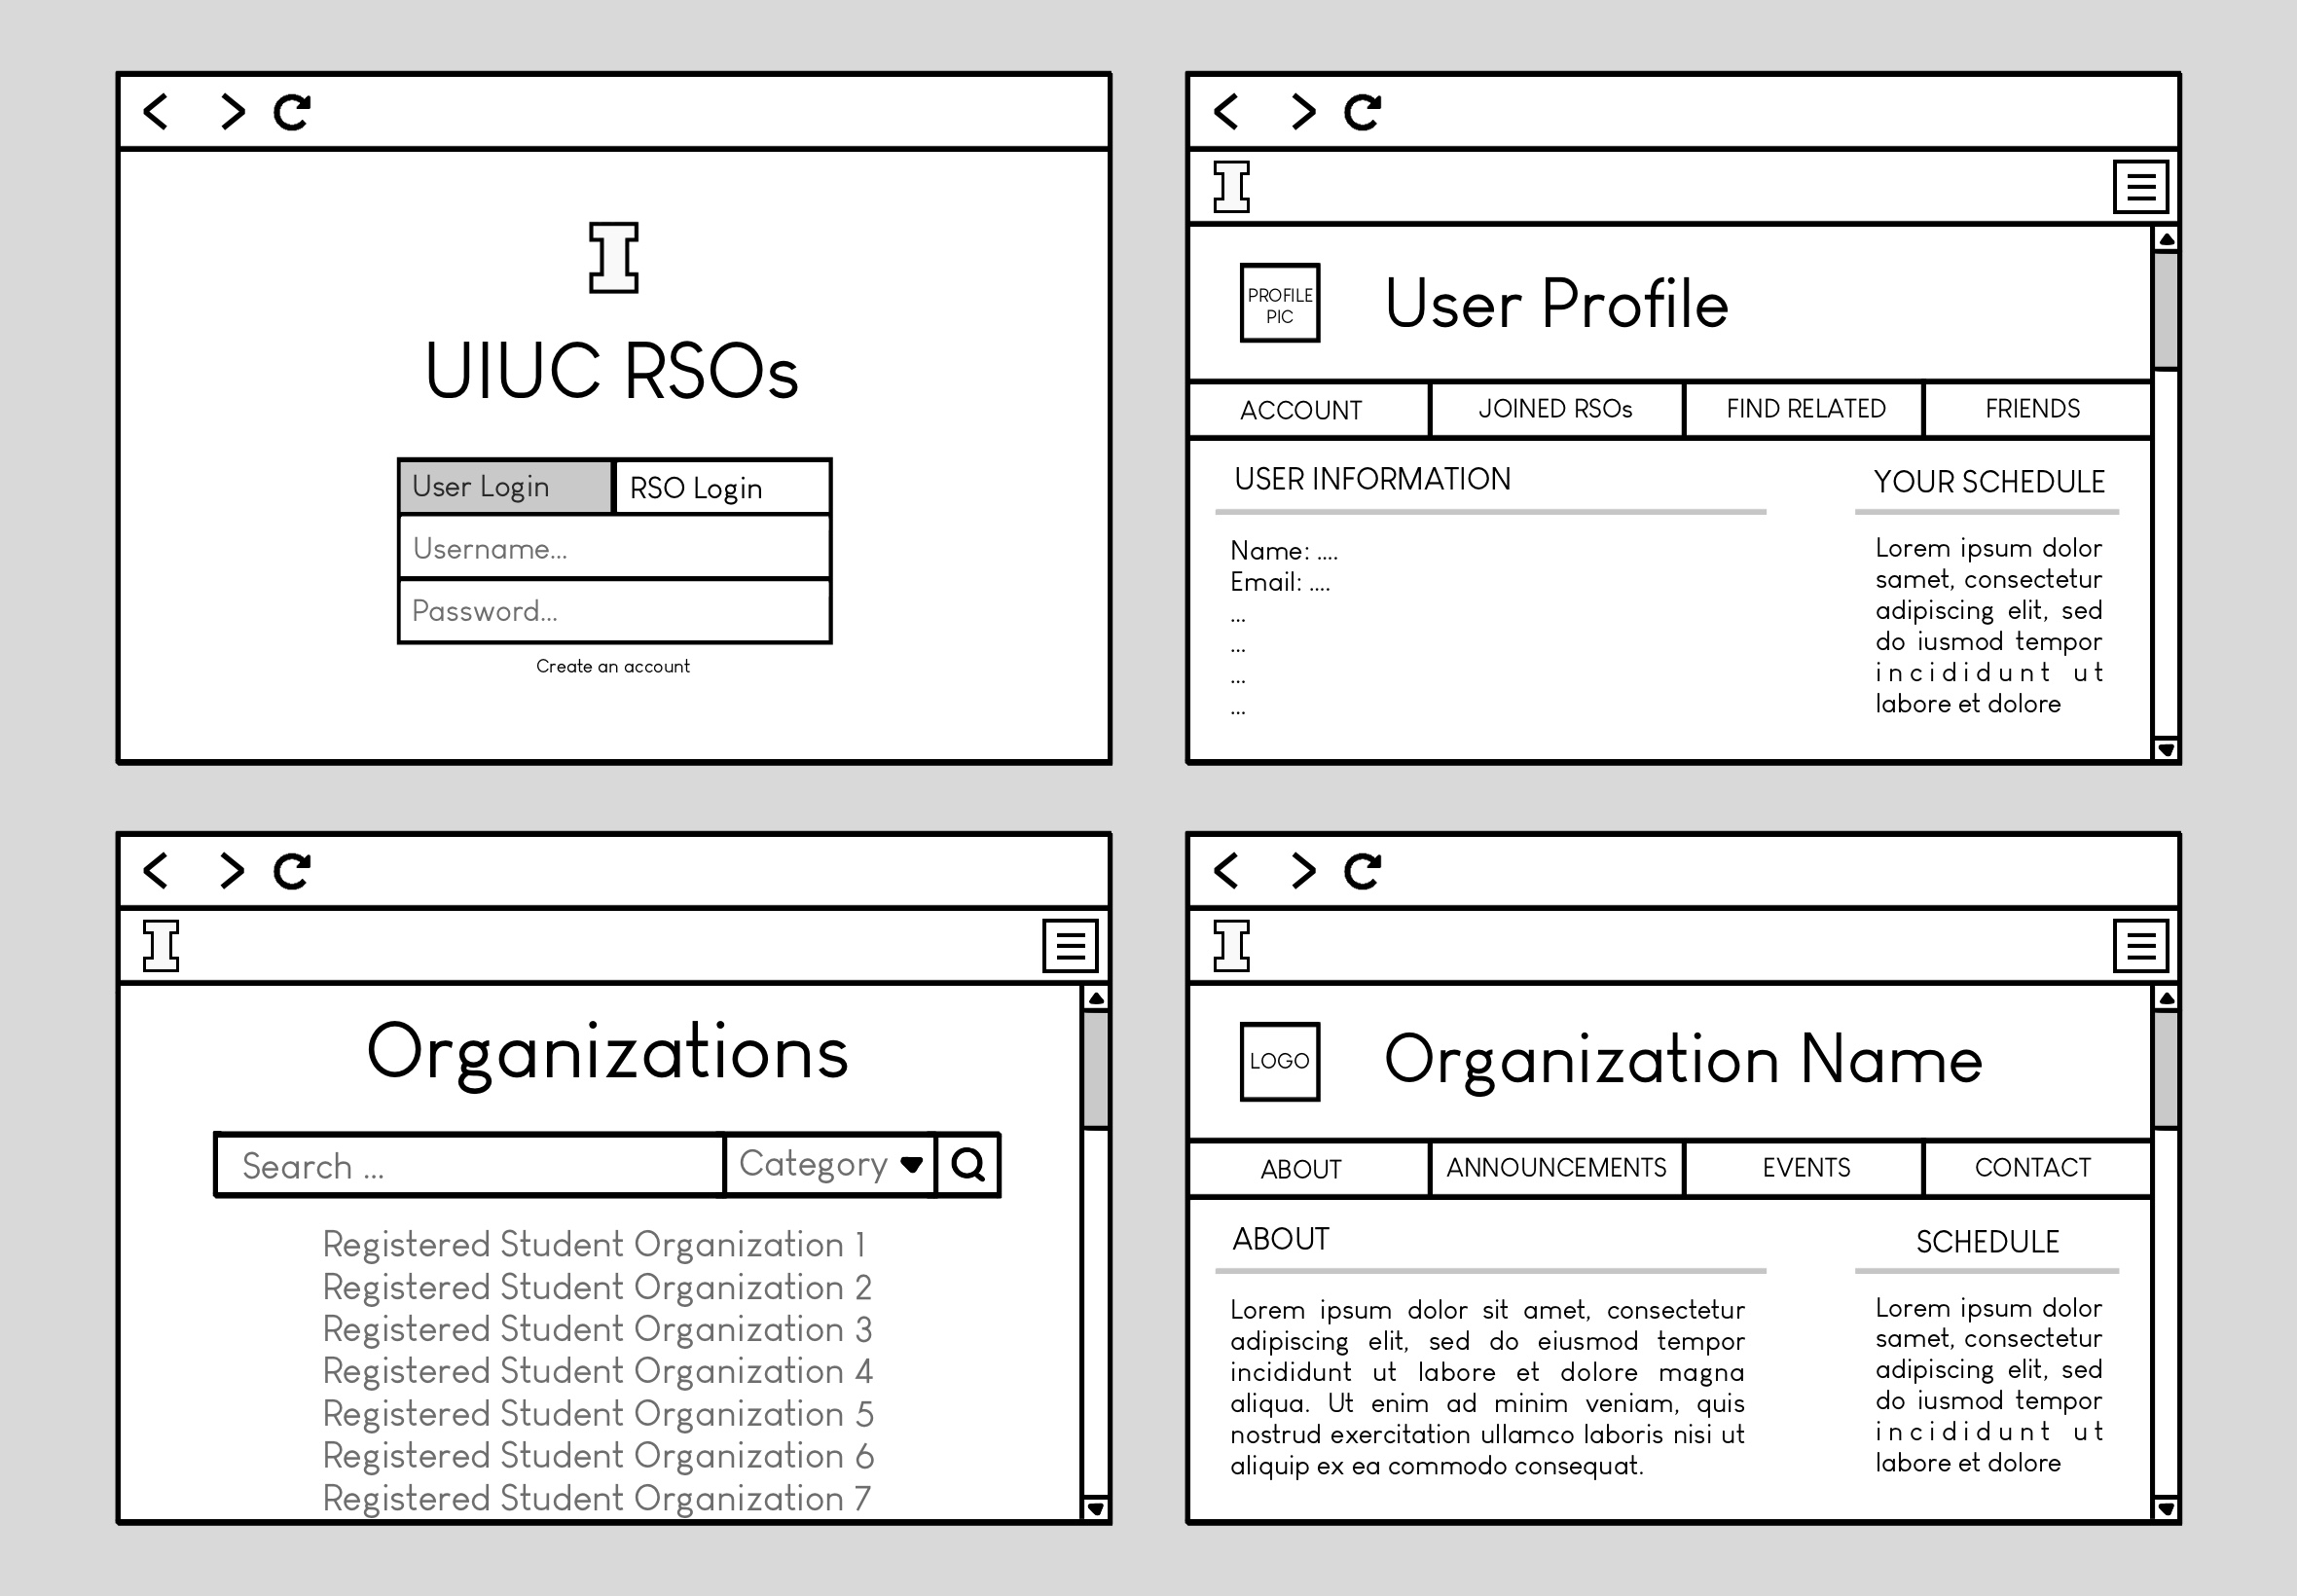 I
UIUC RSOs
User Login
RSO Login
Username...
Password...
Create an account
I
PROFILE
PIC
User Profile
ACCOUNT
JOINED RSOs
FIND RELATED
FRIENDS
USER INFORMATION
Name: ....
Email: ....
...
...
...
...
YOUR SCHEDULE
Lorem ipsum dolor
samet, consectetur
adipiscing elit, sed
do iusmod tempor
incididunt ut
labore et dolore
I
Organizations
Search ...
Category
Registered Student Organization 1
Registered Student Organization 2
Registered Student Organization 3
Registered Student Organization 4
Registered Student Organization 5
Registered Student Organization 6
Registered Student Organization 7
I
LOGO
Organization Name
ABOUT
ANNOUNCEMENTS
EVENTS
CONTACT
ABOUT
Lorem ipsum dolor sit amet, consectetur
adipiscing elit, sed do eiusmod tempor
incididunt ut labore et dolore magna
aliqua. Ut enim ad minim veniam, quis
nostrud exercitation ullamco laboris nisi ut
aliquip ex ea commodo consequat.
SCHEDULE
Lorem ipsum dolor
samet, consectetur
adipiscing elit, sed
do iusmod tempor
incididunt ut
labore et dolore